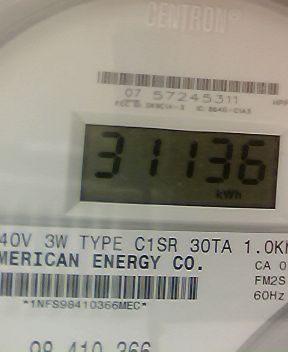 CENTRON®
07 57245311
31136
kWh
40V 3W TYPE C1SR 30TA 1.0K
MERICAN ENERGY CO.
CA 0
FM2S
60Hz
*1NFS98410366MEC*
98 410 366